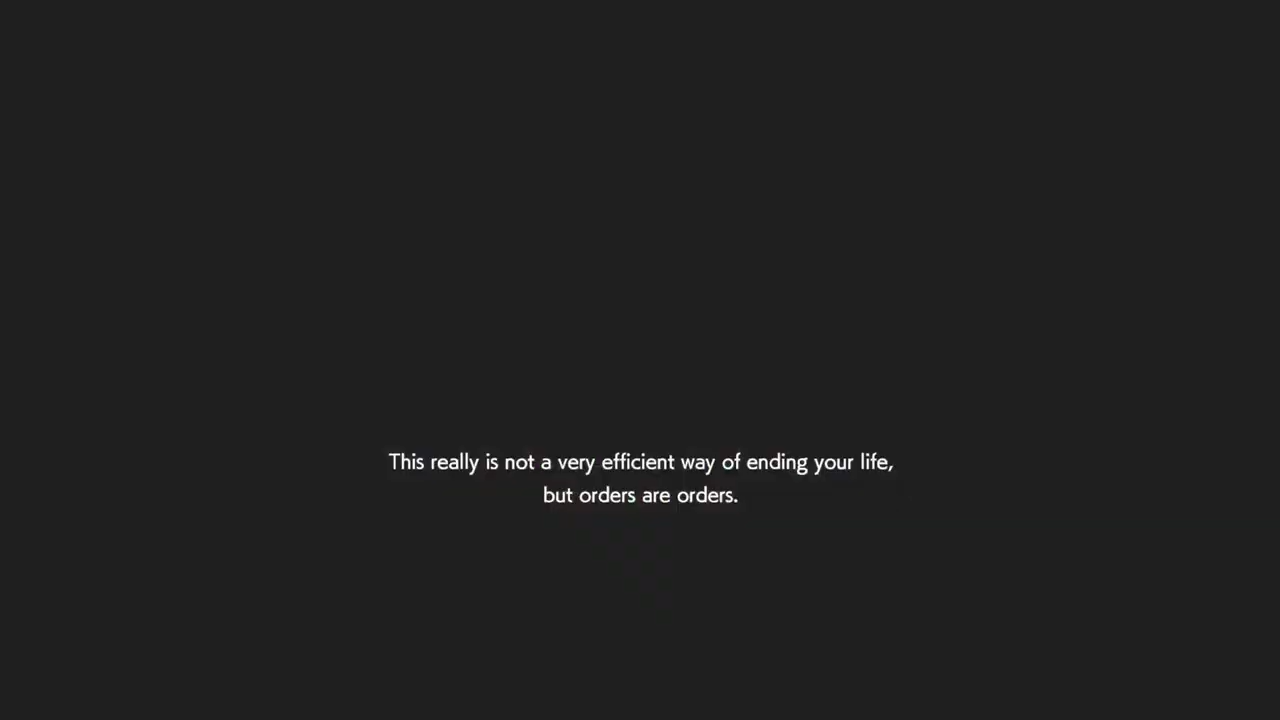 This really is not a very efficient way of ending your life,
but orders are orders.